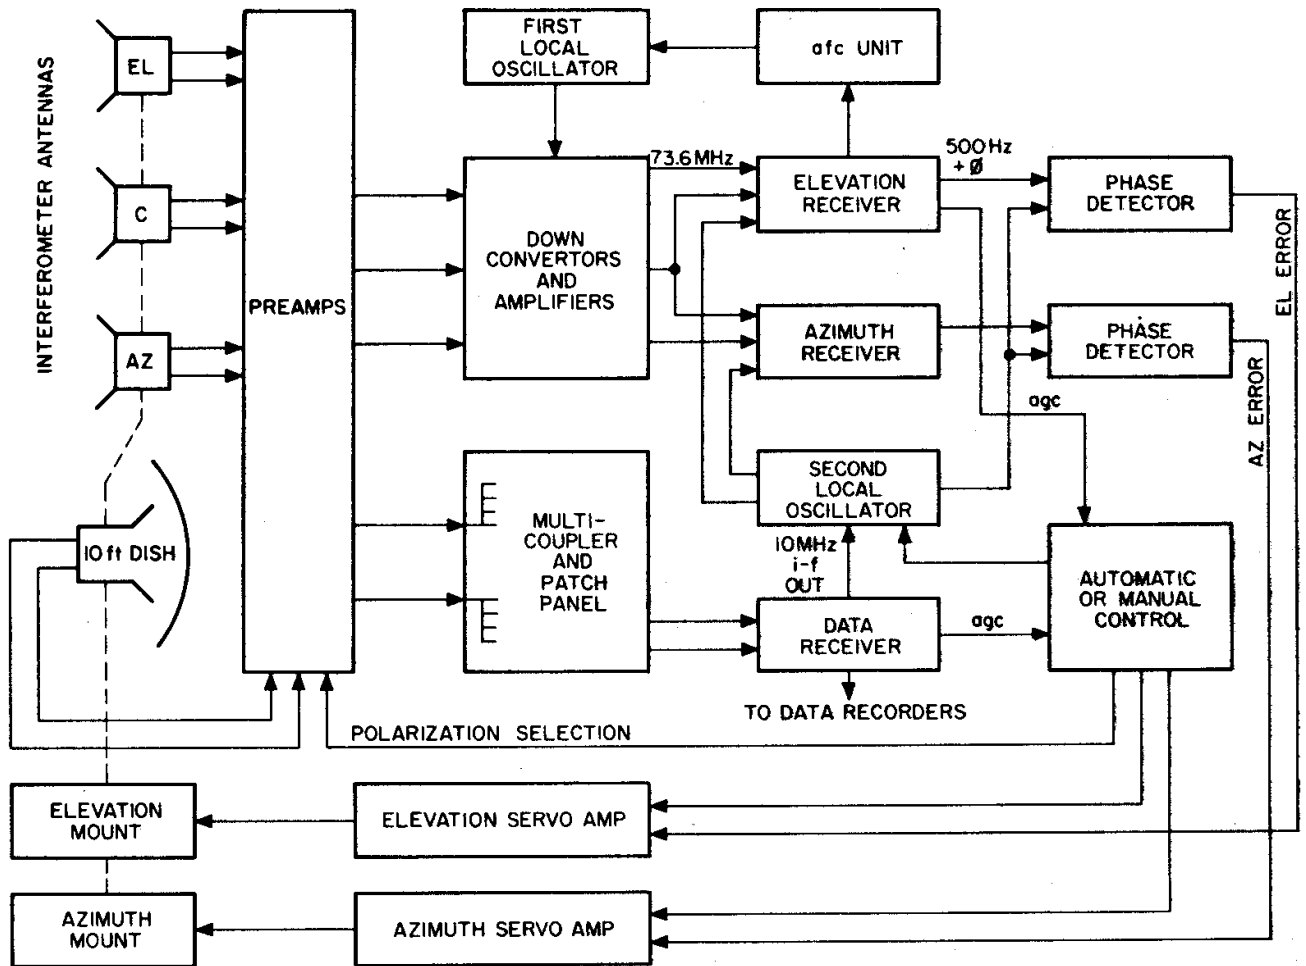 INTERFEROMETER ANTENNAS
EL
C
AZ
10 ft DISH
PREAMPS
FIRST
LOCAL
OSCILLATOR
afc UNIT
DOWN
CONVERTORS
AND
AMPLIFIERS
73.6 MHz
ELEVATION
RECEIVER
500 Hz
+ Ø
PHASE
DETECTOR
EL ERROR
AZIMUTH
RECEIVER
PHASE
DETECTOR
AZ ERROR
agc
MULTI-
COUPLER
AND
PATCH
PANEL
SECOND
LOCAL
OSCILLATOR
10 MHz
i-f
OUT
DATA
RECEIVER
agc
AUTOMATIC
OR MANUAL
CONTROL
TO DATA RECORDERS
POLARIZATION SELECTION
ELEVATION
MOUNT
ELEVATION SERVO AMP
AZIMUTH
MOUNT
AZIMUTH SERVO AMP